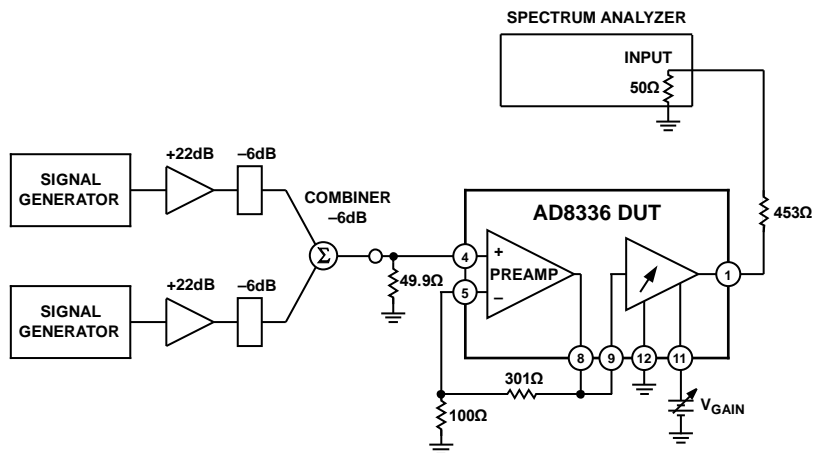 SPECTRUM ANALYZER
INPUT
50Ω
+22dB
–6dB
SIGNAL
GENERATOR
COMBINER
–6dB
Σ
49.9Ω
AD8336 DUT
453Ω
4
+
PREAMP
5
–
1
+22dB
–6dB
SIGNAL
GENERATOR
8
9
12
11
301Ω
100Ω
VGAIN